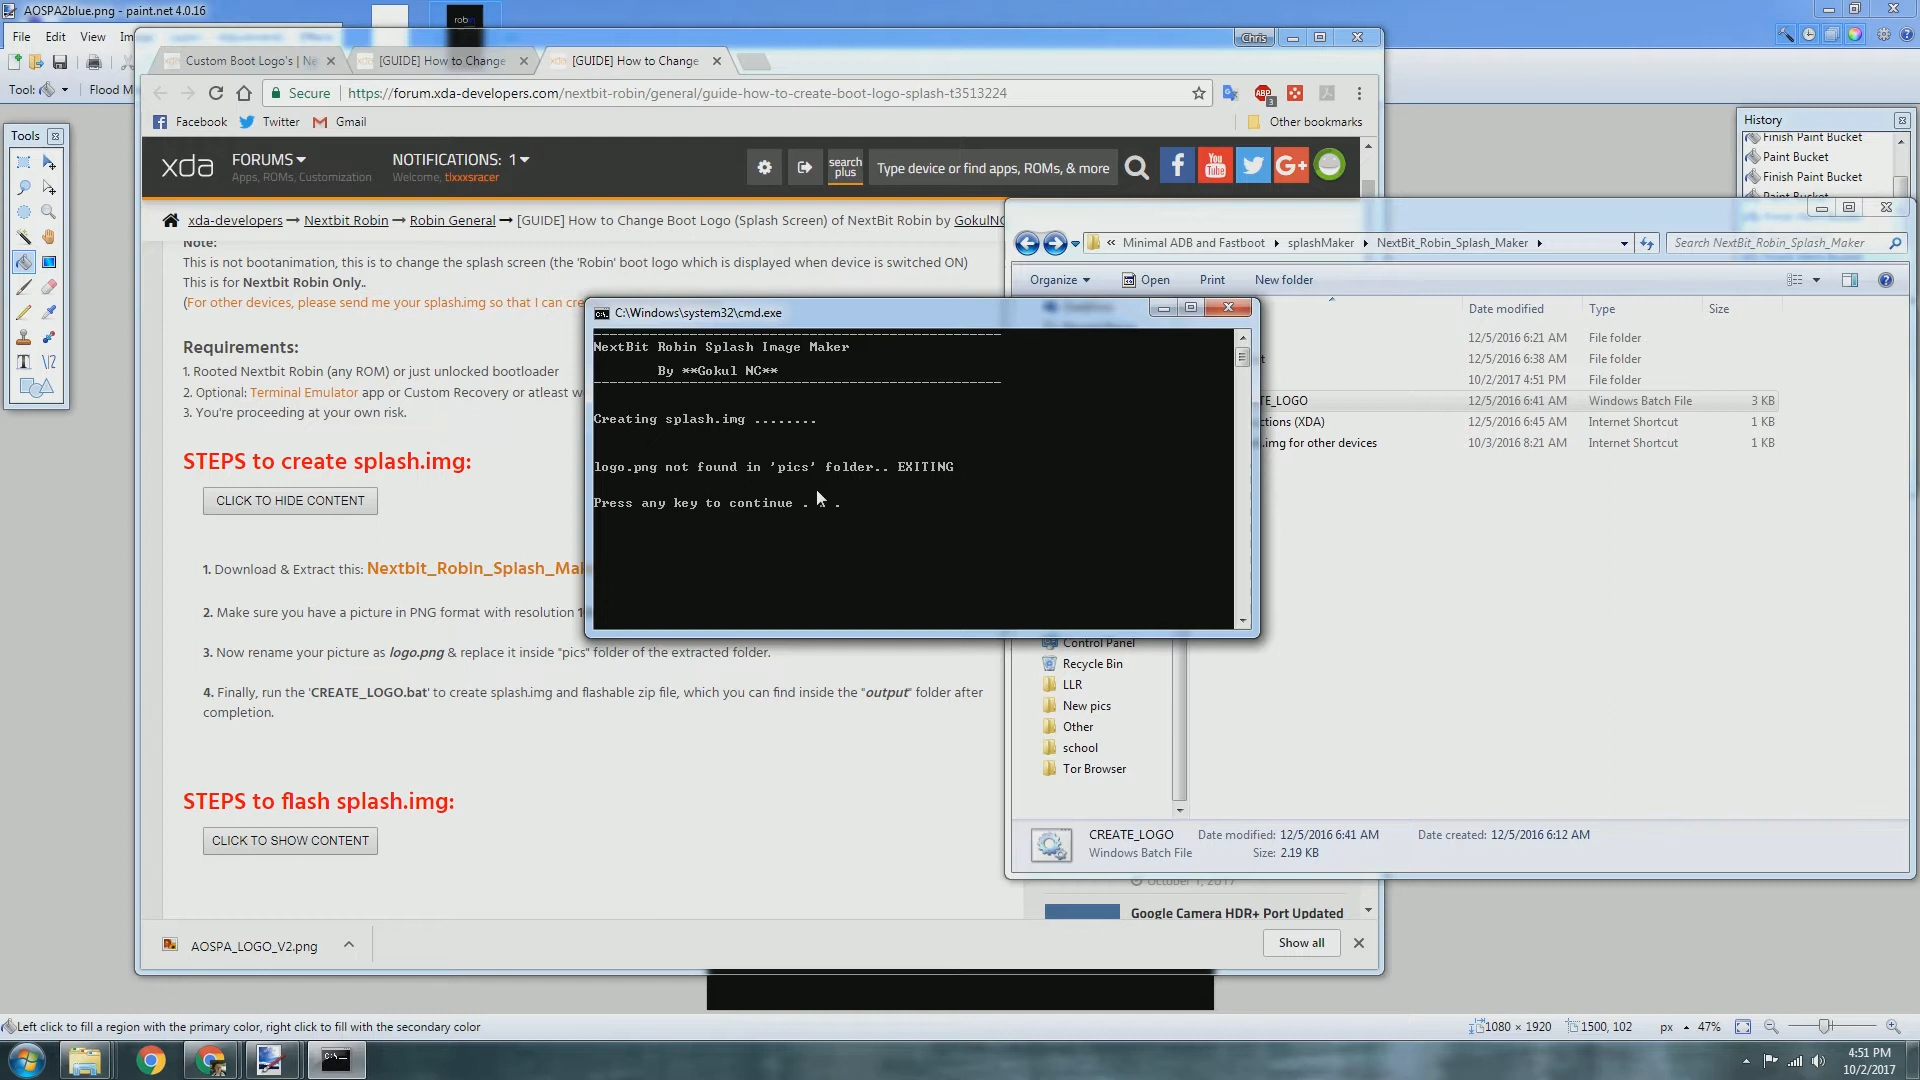 AOSPA2blue.png - paint.net 4.0.16
File Edit View
Tool: Flood M
Tools
robin
Chris
Custom Boot Logo's | Ne
[GUIDE] How to Change
[GUIDE] How to Change
Secure https://forum.xda-developers.com/nextbit-robin/general/guide-how-to-create-boot-logo-splash-t3513224
3
Facebook Twitter Gmail Other bookmarks
xda FORUMS NOTIFICATIONS: 1
Apps, ROMs, Customization Welcome, tlxxxsracer
search plus
Type device or find apps, ROMs, & more
You Tube
G+
xda-developers → Nextbit Robin → Robin General → [GUIDE] How to Change Boot Logo (Splash Screen) of NextBit Robin by GokulNC
Note:
This is not bootanimation, this is to change the splash screen (the 'Robin' boot logo which is displayed when device is switched ON)
This is for Nextbit Robin Only..
(For other devices, please send me your splash.img so that I can cre
Requirements:
1. Rooted Nextbit Robin (any ROM) or just unlocked bootloader
2. Optional: Terminal Emulator app or Custom Recovery or atleast w
3. You're proceeding at your own risk.
STEPS to create splash.img:
CLICK TO HIDE CONTENT
1. Download & Extract this: Nextbit_Robin_Splash_Mak
2. Make sure you have a picture in PNG format with resolution 1
3. Now rename your picture as logo.png & replace it inside "pics" folder of the extracted folder.
4. Finally, run the 'CREATE_LOGO.bat' to create splash.img and flashable zip file, which you can find inside the "output" folder after
completion.
STEPS to flash splash.img:
CLICK TO SHOW CONTENT
October 1, 2017
Google Camera HDR+ Port Updated
AOSPA_LOGO_V2.png
Show all
C:\Windows\system32\cmd.exe
NextBit Robin Splash Image Maker
By **Gokul NC**
Creating splash.img ........
logo.png not found in 'pics' folder.. EXITING
Press any key to continue . . .
History
Finish Paint Bucket
Paint Bucket
Finish Paint Bucket
Paint Bucket
« Minimal ADB and Fastboot ▸ splashMaker ▸ NextBit_Robin_Splash_Maker ▸
Search NextBit_Robin_Splash_Maker
Organize Open Print New folder
Date modified Type Size
12/5/2016 6:21 AM File folder
t 12/5/2016 6:38 AM File folder
10/2/2017 4:51 PM File folder
TE_LOGO 12/5/2016 6:41 AM Windows Batch File 3 KB
ctions (XDA) 12/5/2016 6:45 AM Internet Shortcut 1 KB
.img for other devices 10/3/2016 8:21 AM Internet Shortcut 1 KB
Control Panel
Recycle Bin
LLR
New pics
Other
school
Tor Browser
CREATE_LOGO Date modified: 12/5/2016 6:41 AM Date created: 12/5/2016 6:12 AM
Windows Batch File Size: 2.19 KB
Left click to fill a region with the primary color, right click to fill with the secondary color
1080 × 1920 1500, 102 px 47%
4:51 PM
10/2/2017